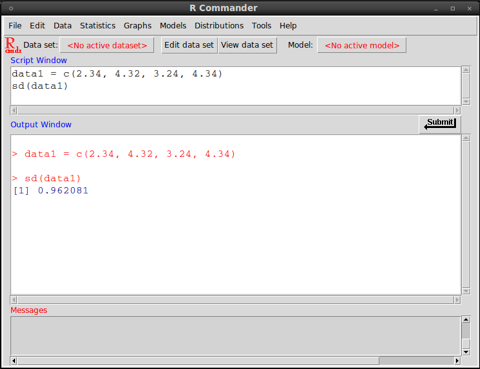 R Commander
File Edit Data Statistics Graphs Models Distributions Tools Help
R cmdr Data set: <No active dataset> Edit data set View data set Model: <No active model>
Script Window
data1 = c(2.34, 4.32, 3.24, 4.34)
sd(data1)
Output Window Submit
> data1 = c(2.34, 4.32, 3.24, 4.34)
> sd(data1)
[1] 0.962081
Messages